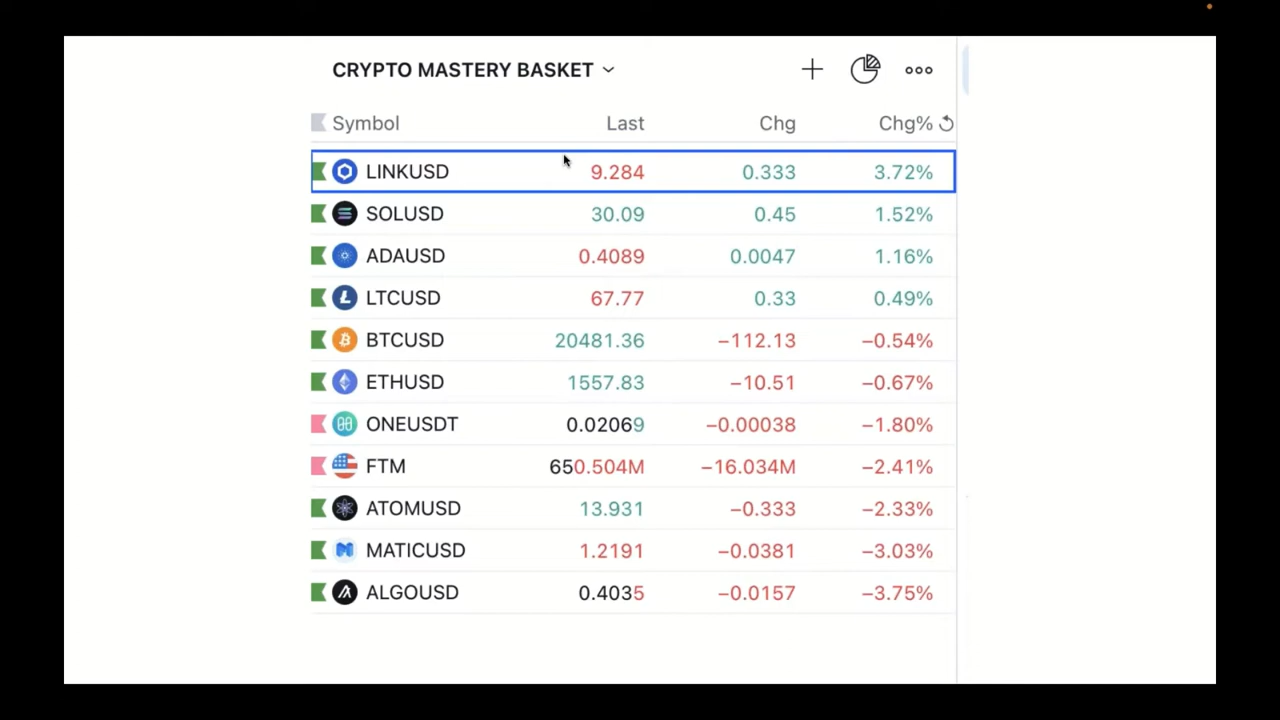 CRYPTO MASTERY BASKET
Symbol Last Chg Chg%
LINKUSD 9.284 0.333 3.72%
SOLUSD 30.09 0.45 1.52%
ADAUSD 0.4089 0.0047 1.16%
LTCUSD 67.77 0.33 0.49%
BTCUSD 20481.36 −112.13 −0.54%
ETHUSD 1557.83 −10.51 −0.67%
ONEUSDT 0.02069 −0.00038 −1.80%
FTM 650.504M −16.034M −2.41%
ATOMUSD 13.931 −0.333 −2.33%
MATICUSD 1.2191 −0.0381 −3.03%
ALGOUSD 0.4035 −0.0157 −3.75%